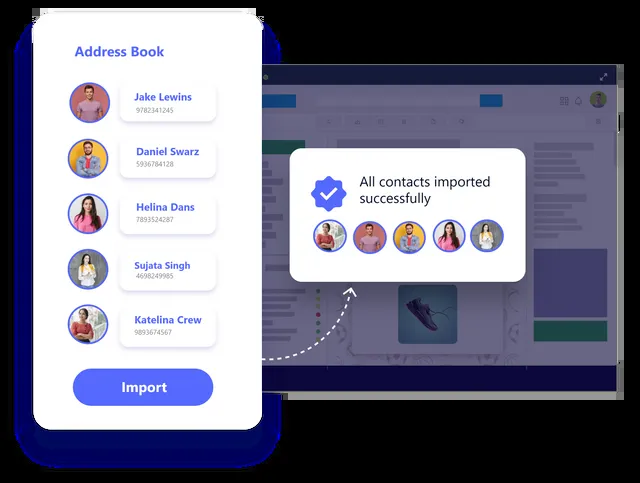 Address Book
Jake Lewins
9782341245
Daniel Swarz
5936784128
Helina Dans
7893524287
Sujata Singh
4698249985
Katelina Crew
9893674567
Import
All contacts imported
successfully